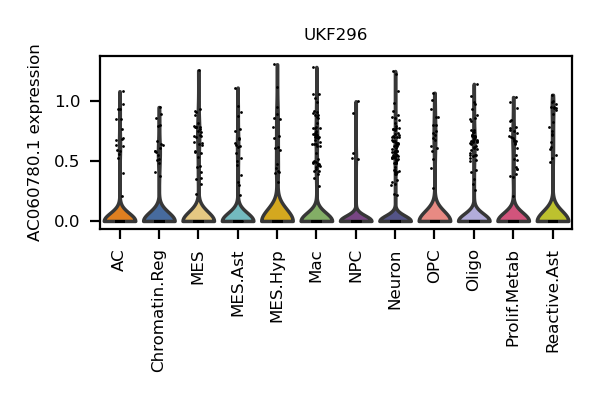 UKF296
AC060780.1 expression
1.0
0.5
0.0
AC
Chromatin.Reg
MES
MES.Ast
MES.Hyp
Mac
NPC
Neuron
OPC
Oligo
Prolif.Metab
Reactive.Ast